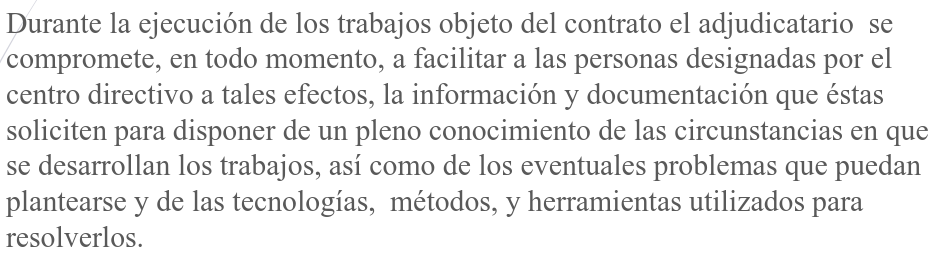 Durante la ejecución de los trabajos objeto del contrato el adjudicatario  se
compromete, en todo momento, a facilitar a las personas designadas por el
centro directivo a tales efectos, la información y documentación que éstas
soliciten para disponer de un pleno conocimiento de las circunstancias en que
se desarrollan los trabajos, así como de los eventuales problemas que puedan
plantearse y de las tecnologías,  métodos, y herramientas utilizados para
resolverlos.